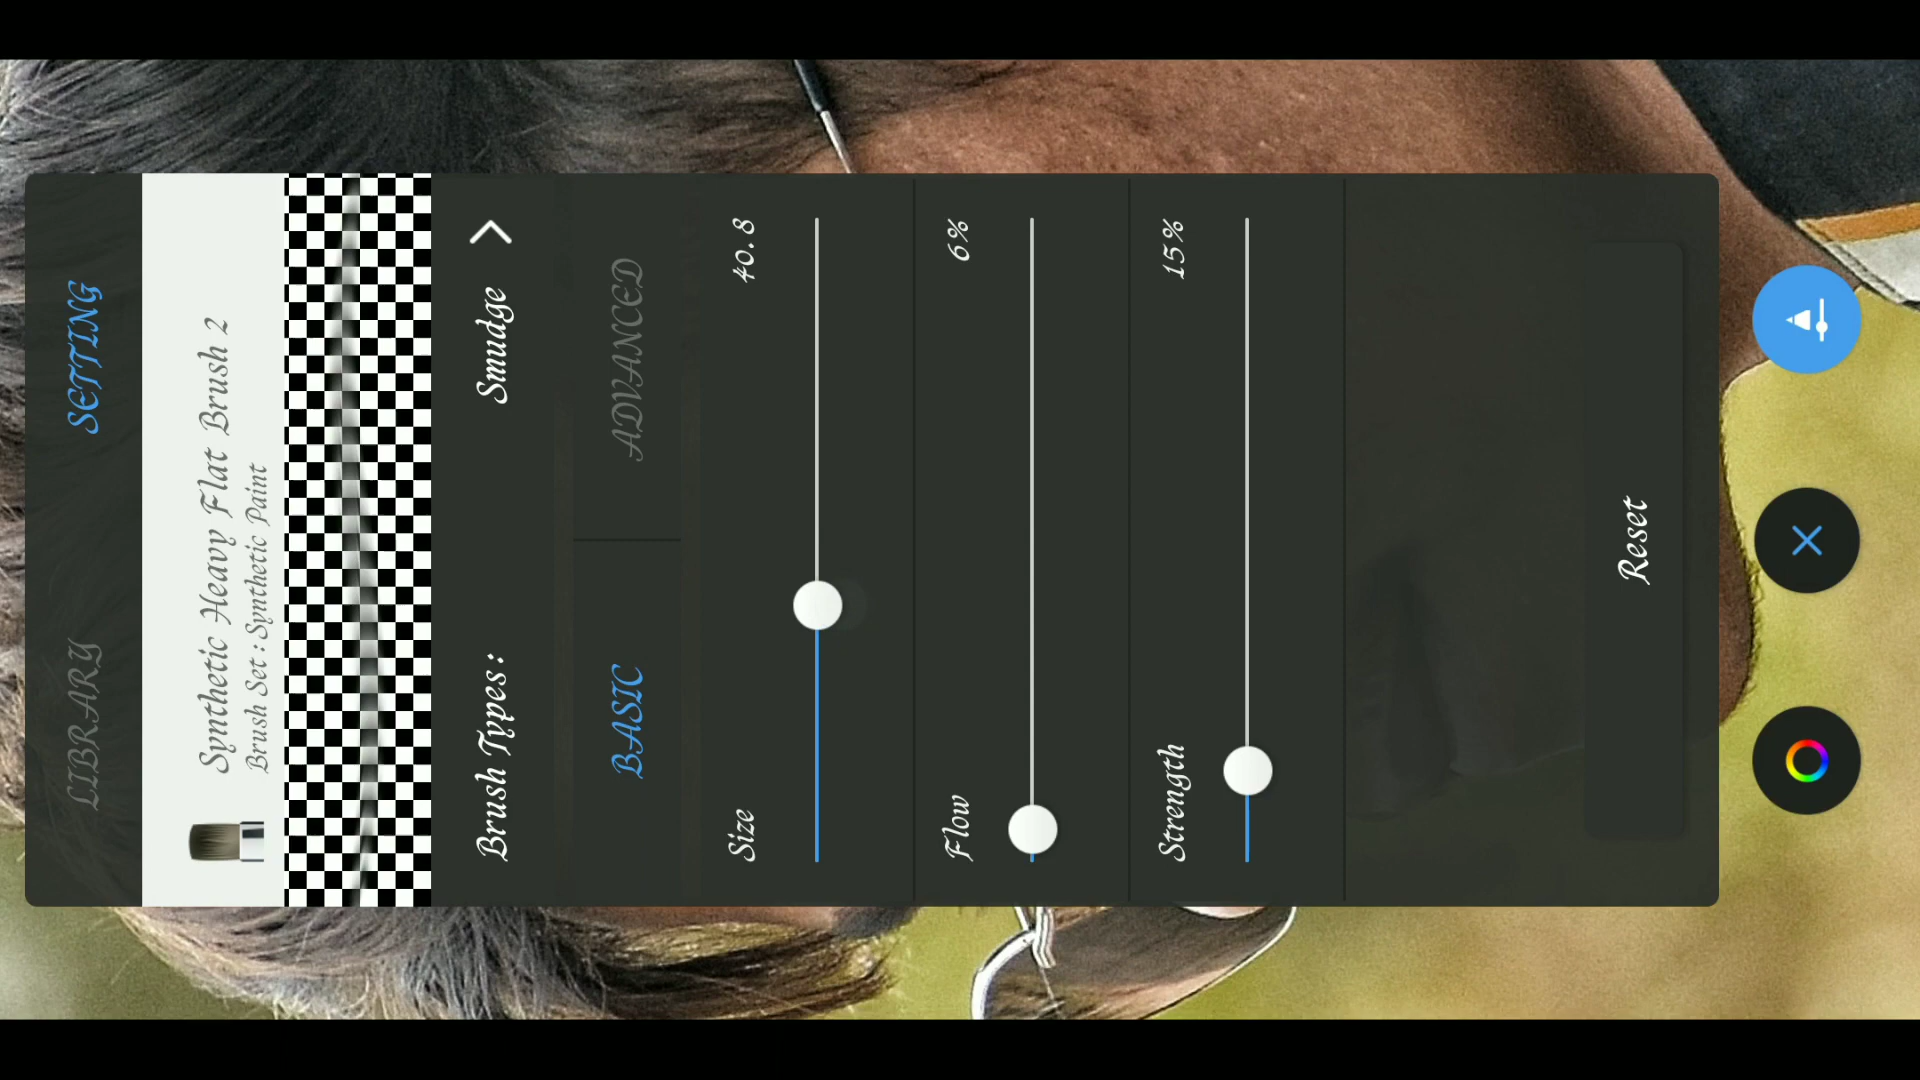 LIBRARY SETTING
Synthetic Heavy Flat Brush 2
Brush Set : Synthetic Paint
Brush Types : Smudge
BASIC ADVANCED
Size 40.8
Flow 6%
Strength 15%
Reset